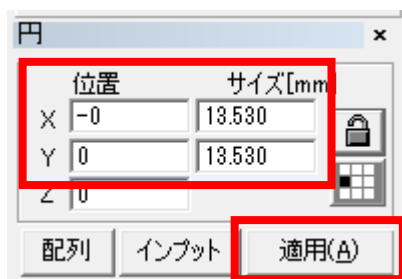 円 ×
位置 サイズ[mm]
X -0 13.530
Y 0 13.530
Z 0
配列 インプット 適用(A)